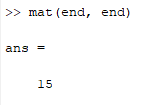 >> mat(end, end)
ans =
15